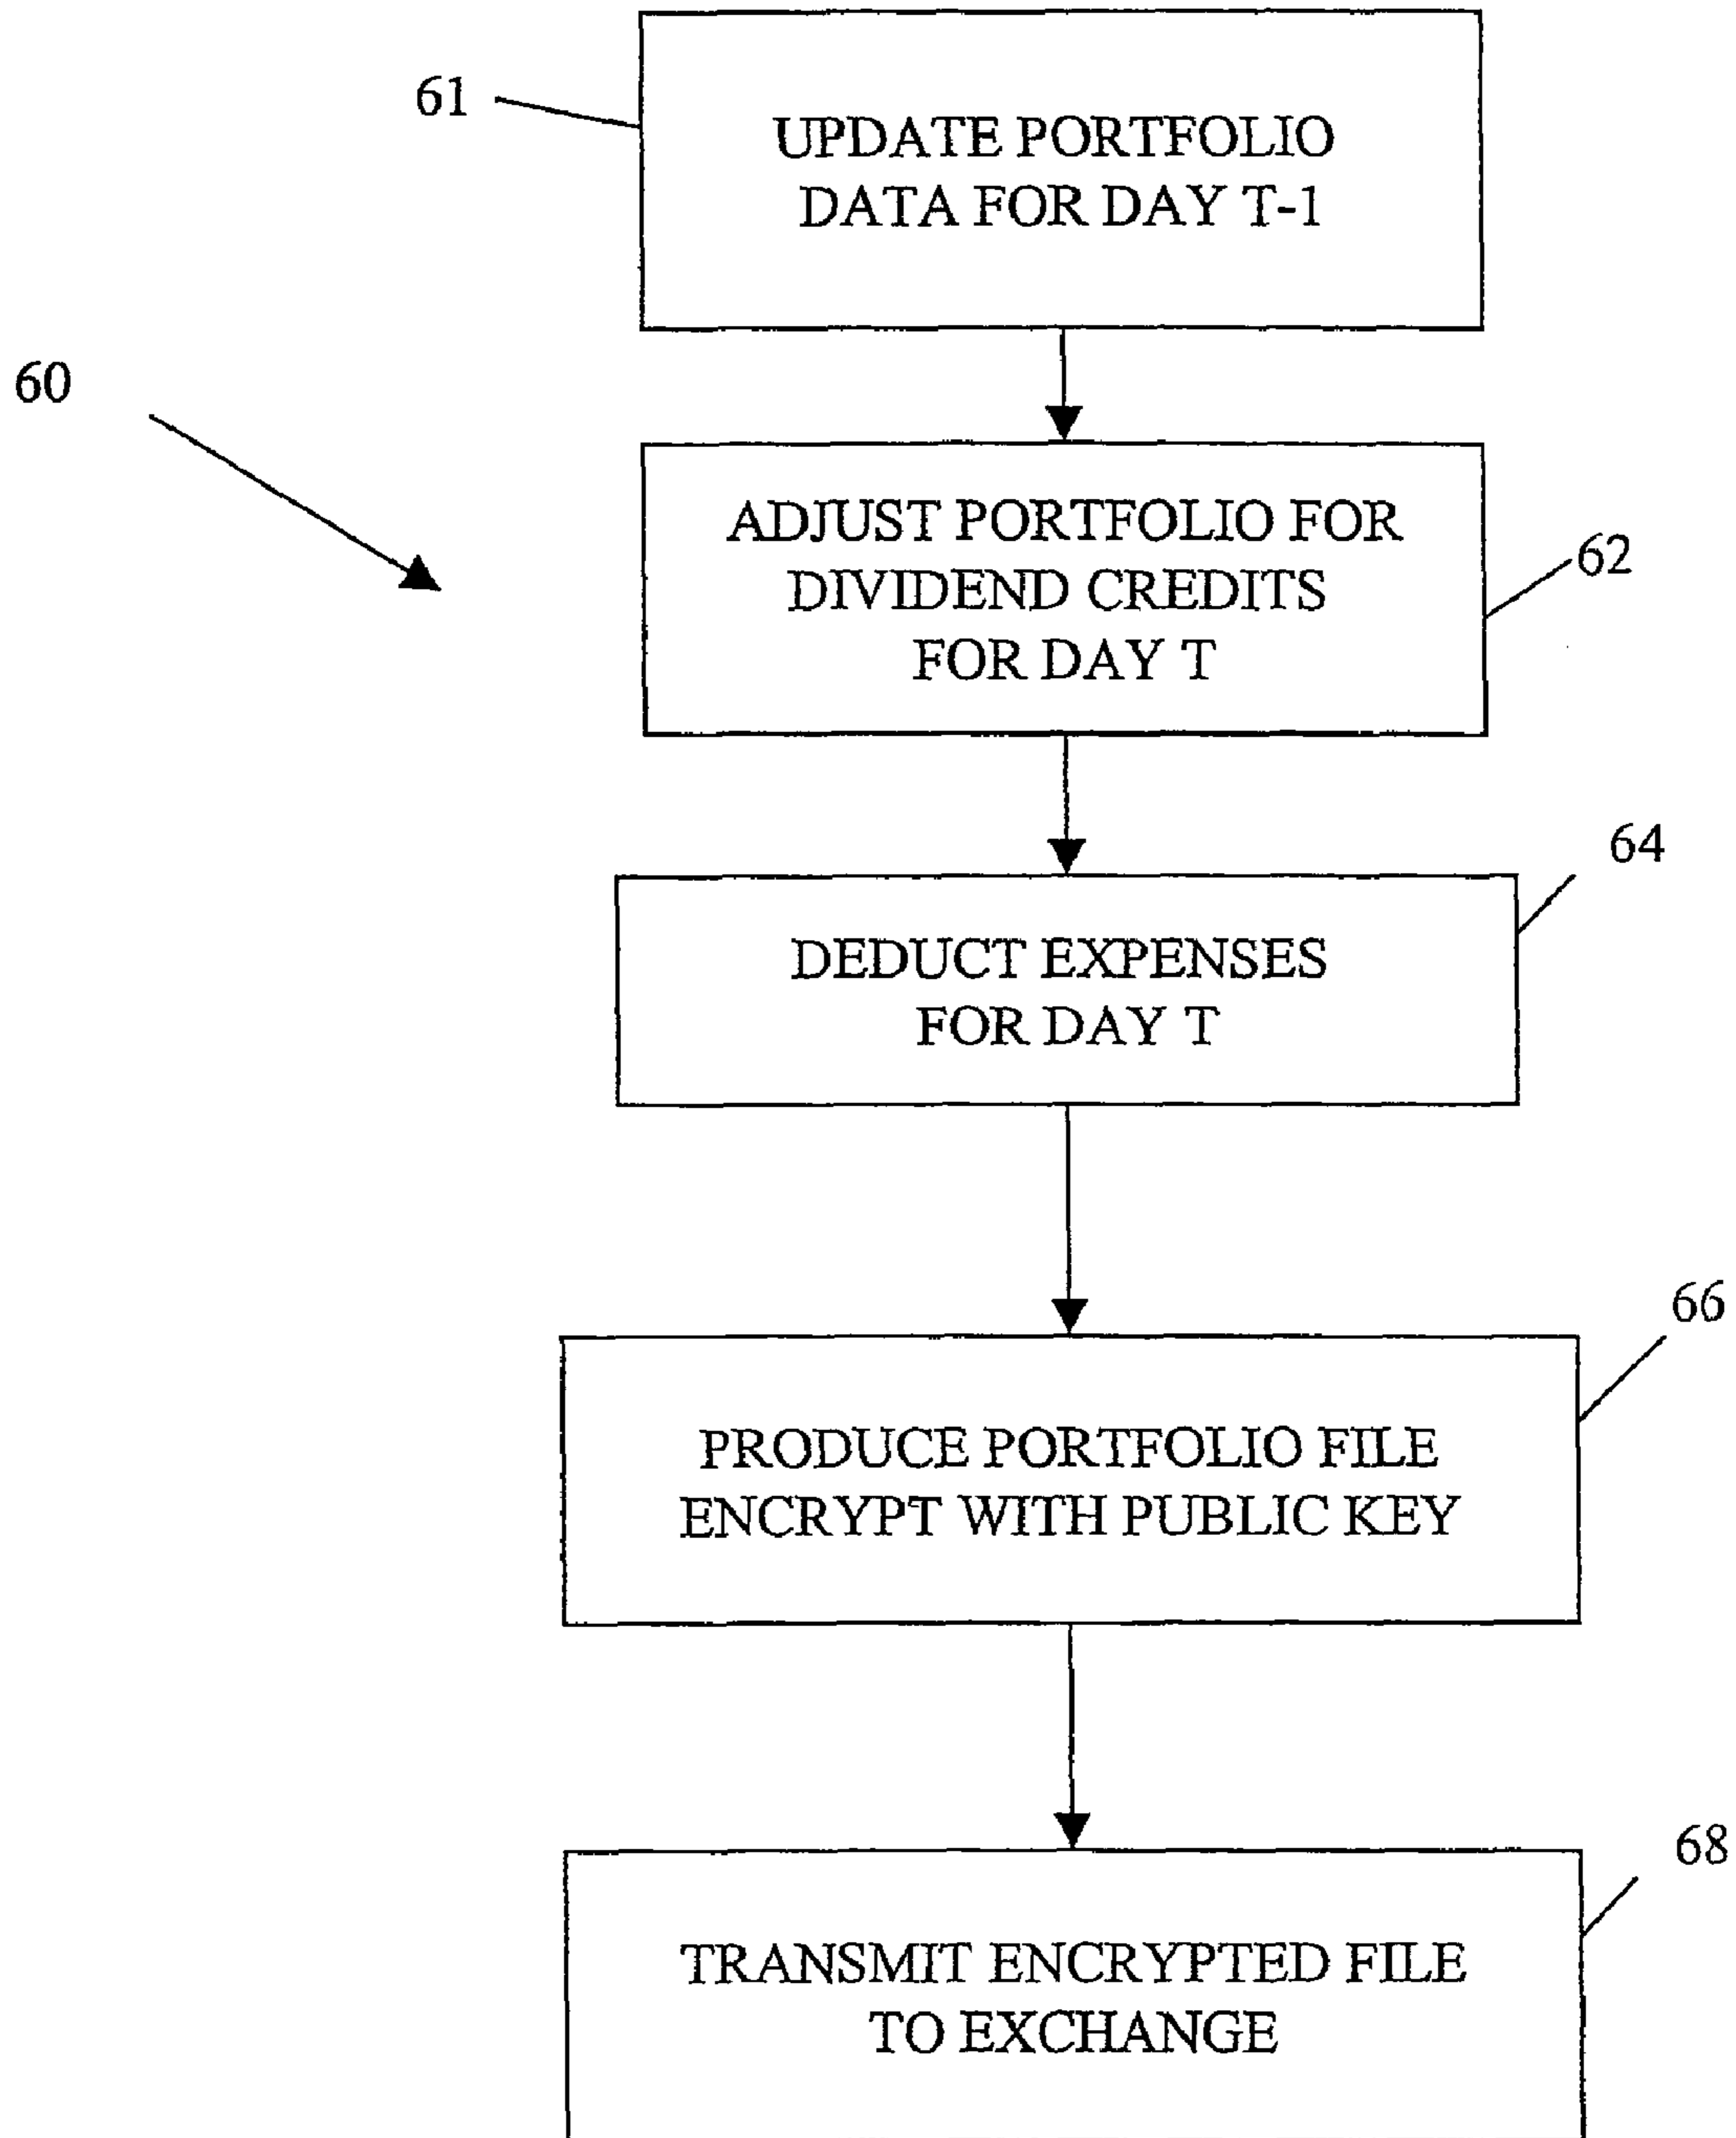 61
UPDATE PORTFOLIO
DATA FOR DAY T-1
60
ADJUST PORTFOLIO FOR
DIVIDEND CREDITS
FOR DAY T
62
64
DEDUCT EXPENSES
FOR DAY T
66
PRODUCE PORTFOLIO FILE
ENCRYPT WITH PUBLIC KEY
68
TRANSMIT ENCRYPTED FILE
TO EXCHANGE